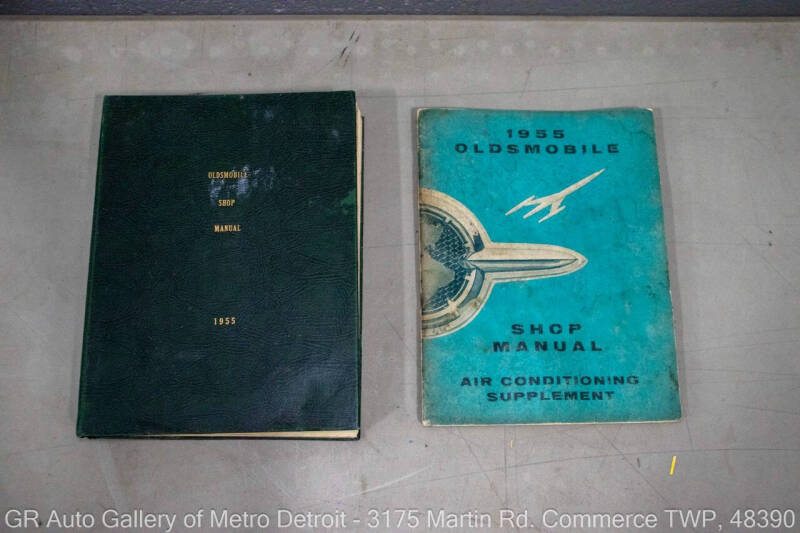 OLDSMOBILE
SHOP
MANUAL
1955
1955
OLDSMOBILE
SHOP
MANUAL
AIR CONDITIONING
SUPPLEMENT
GR Auto Gallery of Metro Detroit - 3175 Martin Rd. Commerce TWP, 48390